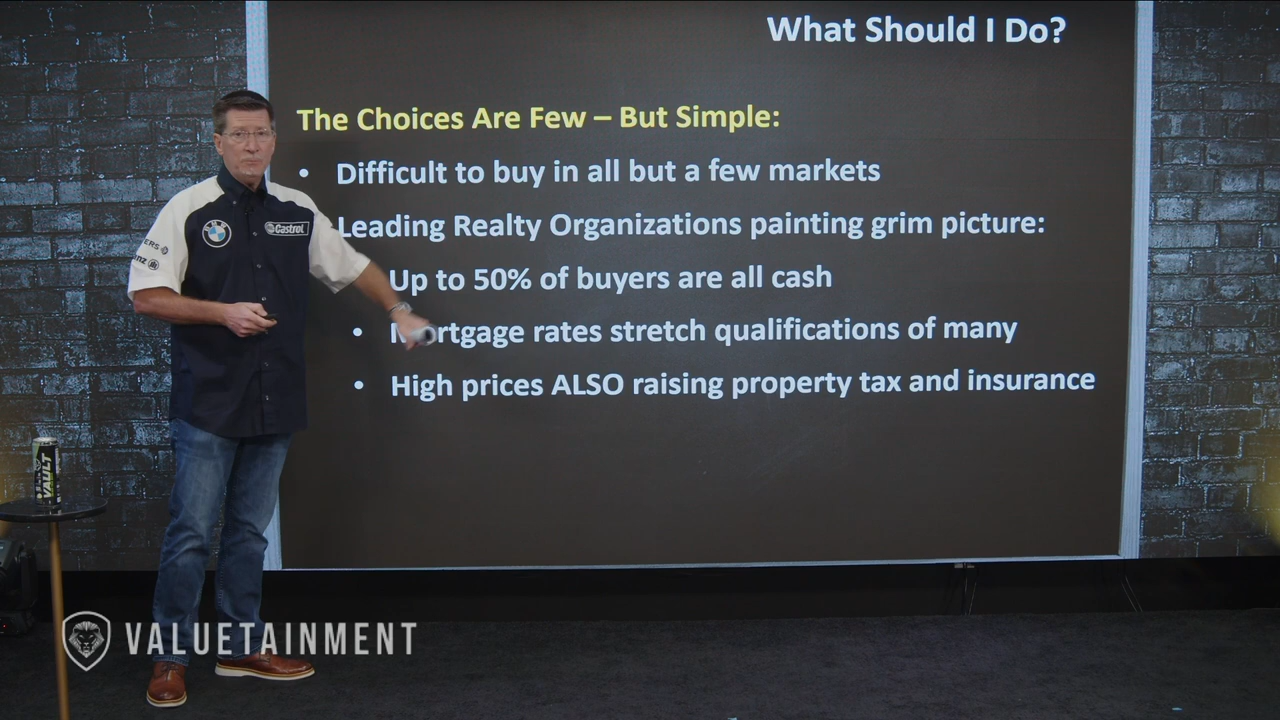 What Should I Do?
The Choices Are Few – But Simple:
• Difficult to buy in all but a few markets
Leading Realty Organizations painting grim picture:
Up to 50% of buyers are all cash
• Mortgage rates stretch qualifications of many
• High prices ALSO raising property tax and insurance
Castrol
VAULT
VALUETAINMENT